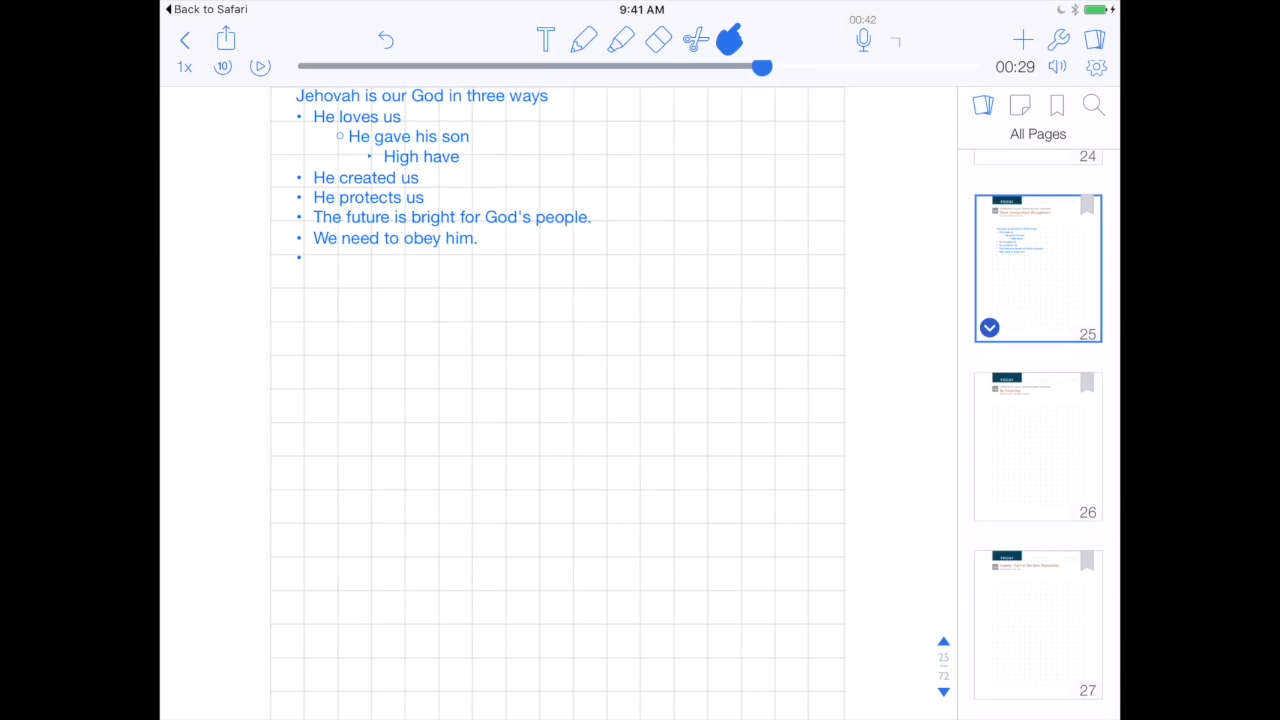 Back to Safari
9:41 AM
00:42
1x
10
00:29
Jehovah is our God in three ways
• He loves us
○ He gave his son
‣ High have
• He created us
• He protects us
• The future is bright for God's people.
• We need to obey him.
•
All Pages
24
25
26
27
25
72